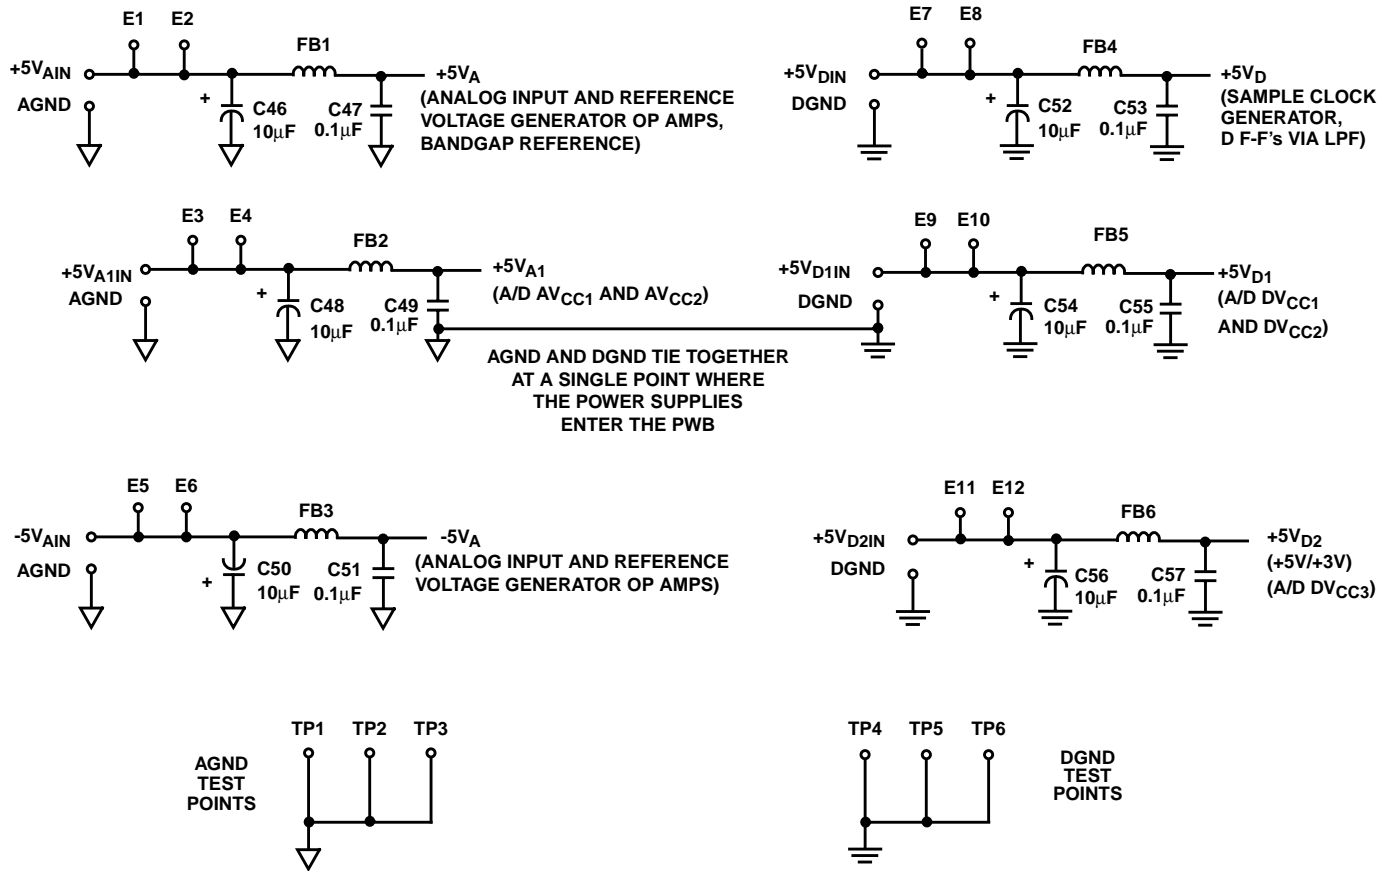 E1 E2
FB1
+5VAIN
+5VA
AGND
+
C46
10µF
C47
0.1µF
(ANALOG INPUT AND REFERENCE
VOLTAGE GENERATOR OP AMPS,
BANDGAP REFERENCE)
E7 E8
FB4
+5VDIN
+5VD
DGND
+
C52
10µF
C53
0.1µF
(SAMPLE CLOCK
GENERATOR,
D F-F's VIA LPF)
E3 E4
FB2
+5VA1IN
+5VA1
AGND
+
C48
10µF
C49
0.1µF
(A/D AVCC1 AND AVCC2)
E9 E10
FB5
+5VD1IN
+5VD1
DGND
+
C54
10µF
C55
0.1µF
(A/D DVCC1
AND DVCC2)
AGND AND DGND TIE TOGETHER
AT A SINGLE POINT WHERE
THE POWER SUPPLIES
ENTER THE PWB
E5 E6
FB3
-5VAIN
-5VA
AGND
+
C50
10µF
C51
0.1µF
(ANALOG INPUT AND REFERENCE
VOLTAGE GENERATOR OP AMPS)
E11 E12
FB6
+5VD2IN
+5VD2
DGND
+
C56
10µF
C57
0.1µF
(+5V/+3V)
(A/D DVCC3)
TP1 TP2 TP3
AGND
TEST
POINTS
TP4 TP5 TP6
DGND
TEST
POINTS